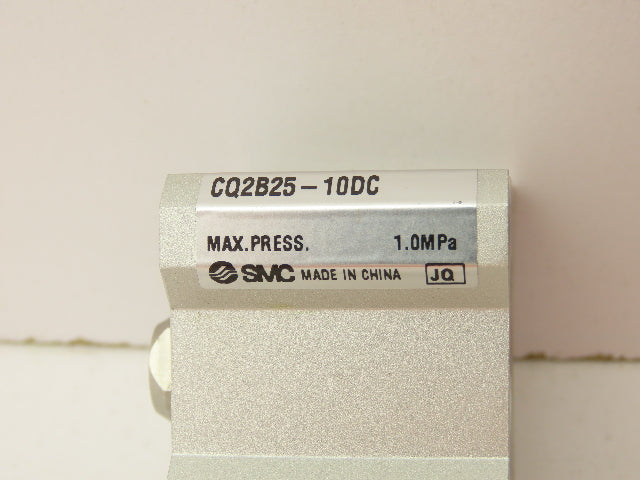 CQ2B25-10DC
MAX.PRESS. 1.0MPa
SMC MADE IN CHINA JQ